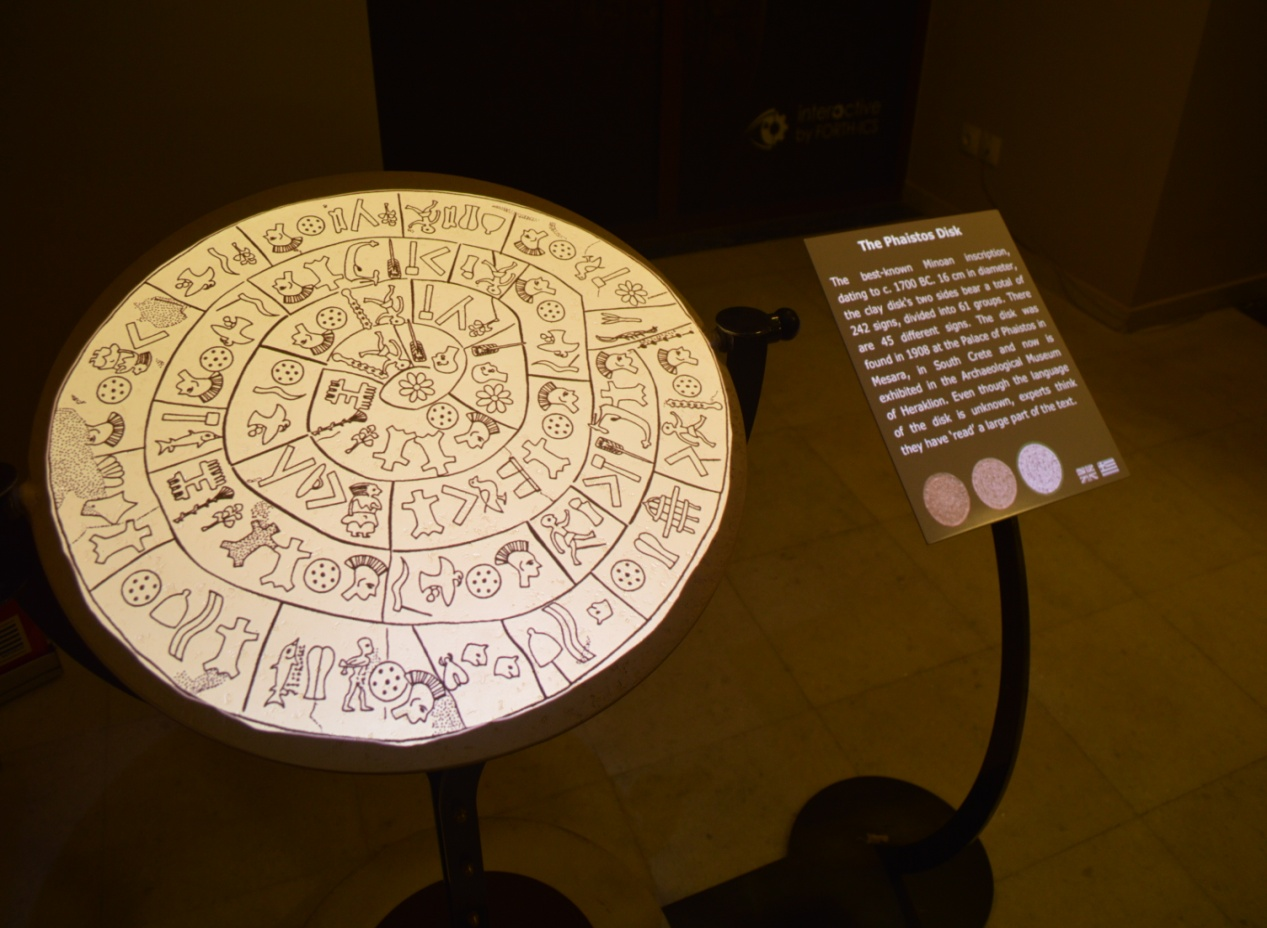 interactive
by FORTH-ICS
The Phaistos Disk
The best-known Minoan inscription,
dating to c. 1700 BC. 16 cm in diameter,
the clay disk's two sides bear a total of
242 signs, divided into 61 groups. There
are 45 different signs. The disk was
found in 1908 at the Palace of Phaistos in
Mesara, in South Crete and now is
exhibited in the Archaeological Museum
of Heraklion. Even though the language
of the disk is unknown, experts think
they have 'read' a large part of the text.